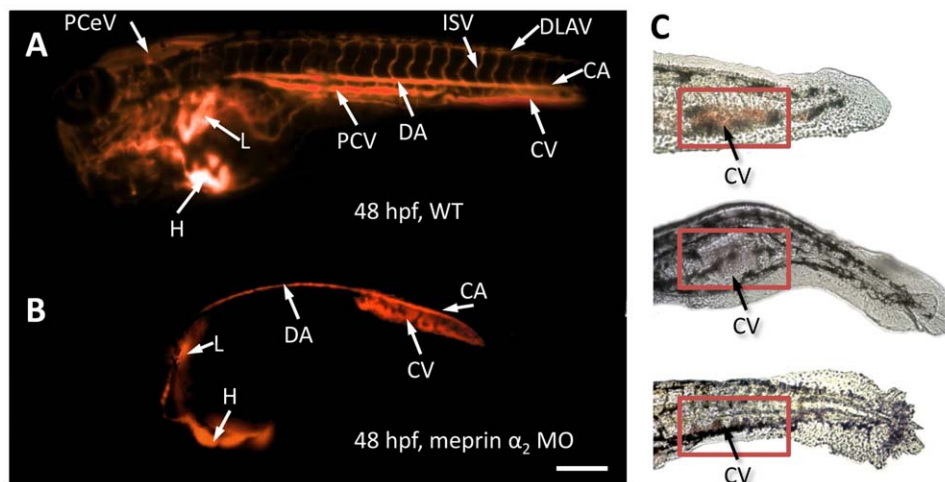 A
PCeV
ISV
DLAV
CA
L
PCV
DA
CV
H
48 hpf, WT
B
CA
DA
L
CV
H
48 hpf, meprin α₂ MO
C
CV
CV
CV